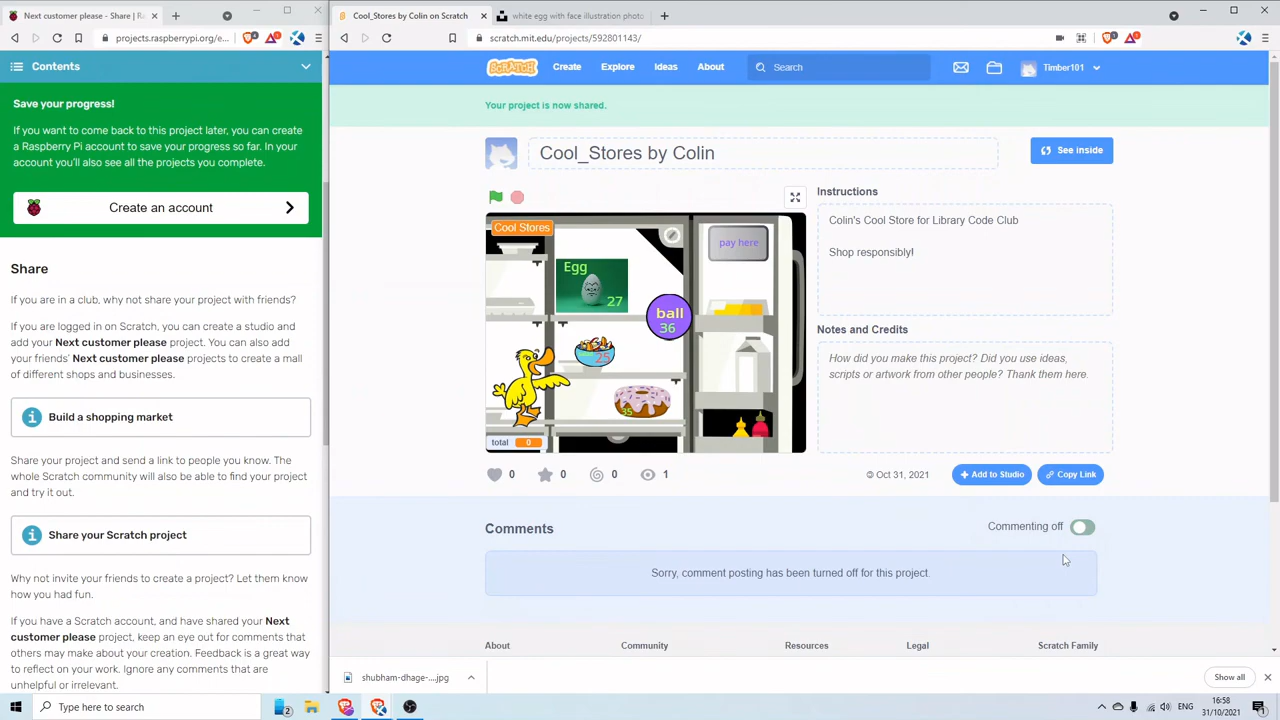 Next customer please - Share | Ra
projects.raspberrypi.org/e...
Contents
Save your progress!
If you want to come back to this project later, you can create
a Raspberry Pi account to save your progress so far. In your
account you'll also see all the projects you complete.
Create an account
Share
If you are in a club, why not share your project with friends?
If you are logged in on Scratch, you can create a studio and
add your Next customer please project. You can also add
your friends' Next customer please projects to create a mall
of different shops and businesses.
Build a shopping market
Share your project and send a link to people you know. The
whole Scratch community will also be able to find your project
and try it out.
Share your Scratch project
Why not invite your friends to create a project? Let them know
how you had fun.
If you have a Scratch account, and have shared your Next
customer please project, keep an eye out for comments that
others may make about your creation. Feedback is a great way
to reflect on your work. Ignore any comments that are
unhelpful or irrelevant.
Cool_Stores by Colin on Scratch
white egg with face illustration photo
scratch.mit.edu/projects/592801143/
1
SCRATCH
Create
Explore
Ideas
About
Search
Timber101
Your project is now shared.
Cool_Stores by Colin
See inside
Cool Stores
pay here
Egg
27
ball
36
25
35
total 0
Instructions
Colin's Cool Store for Library Code Club
Shop responsibly!
Notes and Credits
How did you make this project? Did you use ideas,
scripts or artwork from other people? Thank them here.
0
0
0
1
© Oct 31, 2021
Add to Studio
Copy Link
Comments
Commenting off
Sorry, comment posting has been turned off for this project.
About
Community
Resources
Legal
Scratch Family
shubham-dhage-....jpg
Show all
Type here to search
2
ENG
16:58
31/10/2021